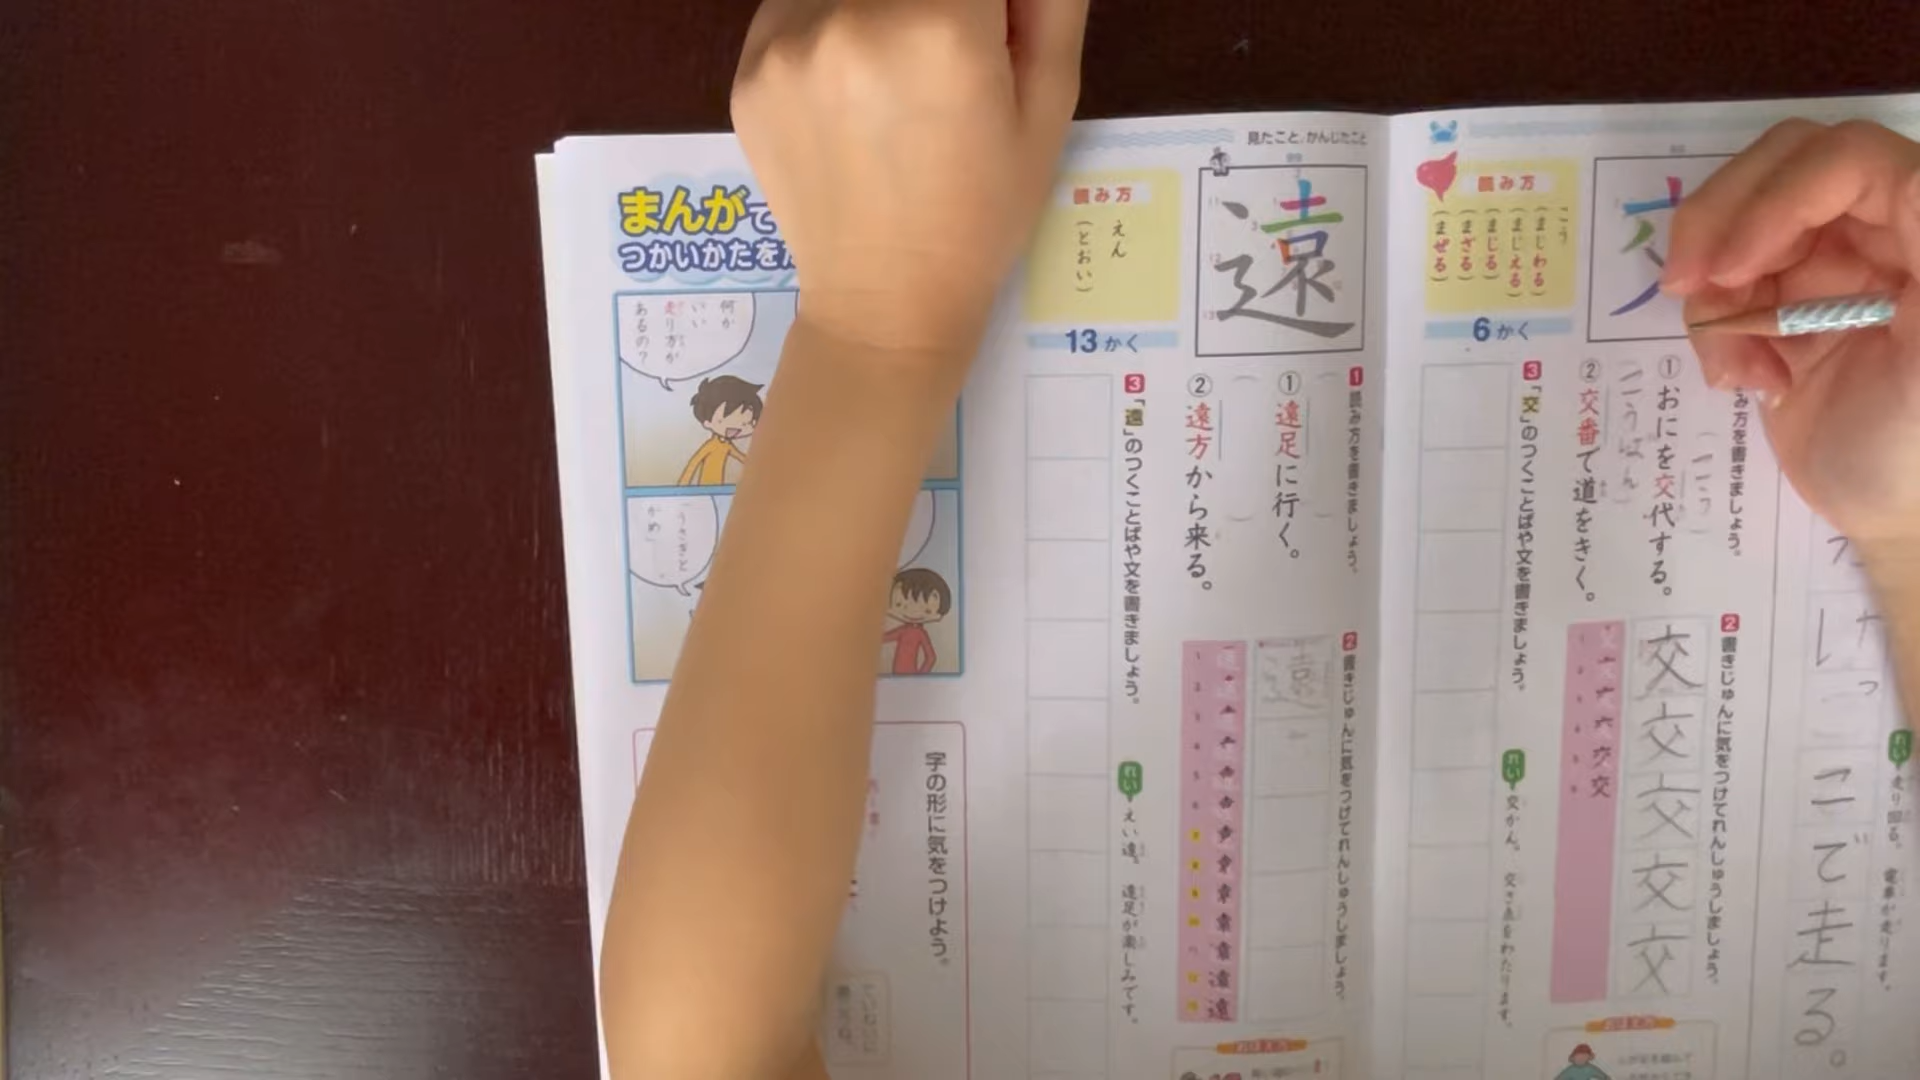 見たこと、かんじたこと
読み方
こう
(まじわる)
(まじえる)
(まじる)
(まざる)
(まぜる)
6かく
み方を書きましょう。
①おにを交代する。
(こう)
②交番で道をきく。
こうばん
2 書きじゅんに気をつけてれんしゅうしましょう。
交
交
交
交
交
3 「交」のつくことばや文を書きましょう。
れい 交かん。 交さ点をわたります。
走り回る。 電車が走ります。
こで走る。
99
遠
読み方
えん
(とおい)
13かく
1 読み方を書きましょう。
①遠足に行く。
②遠方から来る。
2 書きじゅんに気をつけてれんしゅうしましょう。
遠
3 「遠」のつくことばや文を書きましょう。
れい えい遠。 遠足が楽しみです。
まんがで
つかいかたをた
何か
いい
走り方が
あるの?
「うさぎと
かめ」。
字の形に気をつけよう。